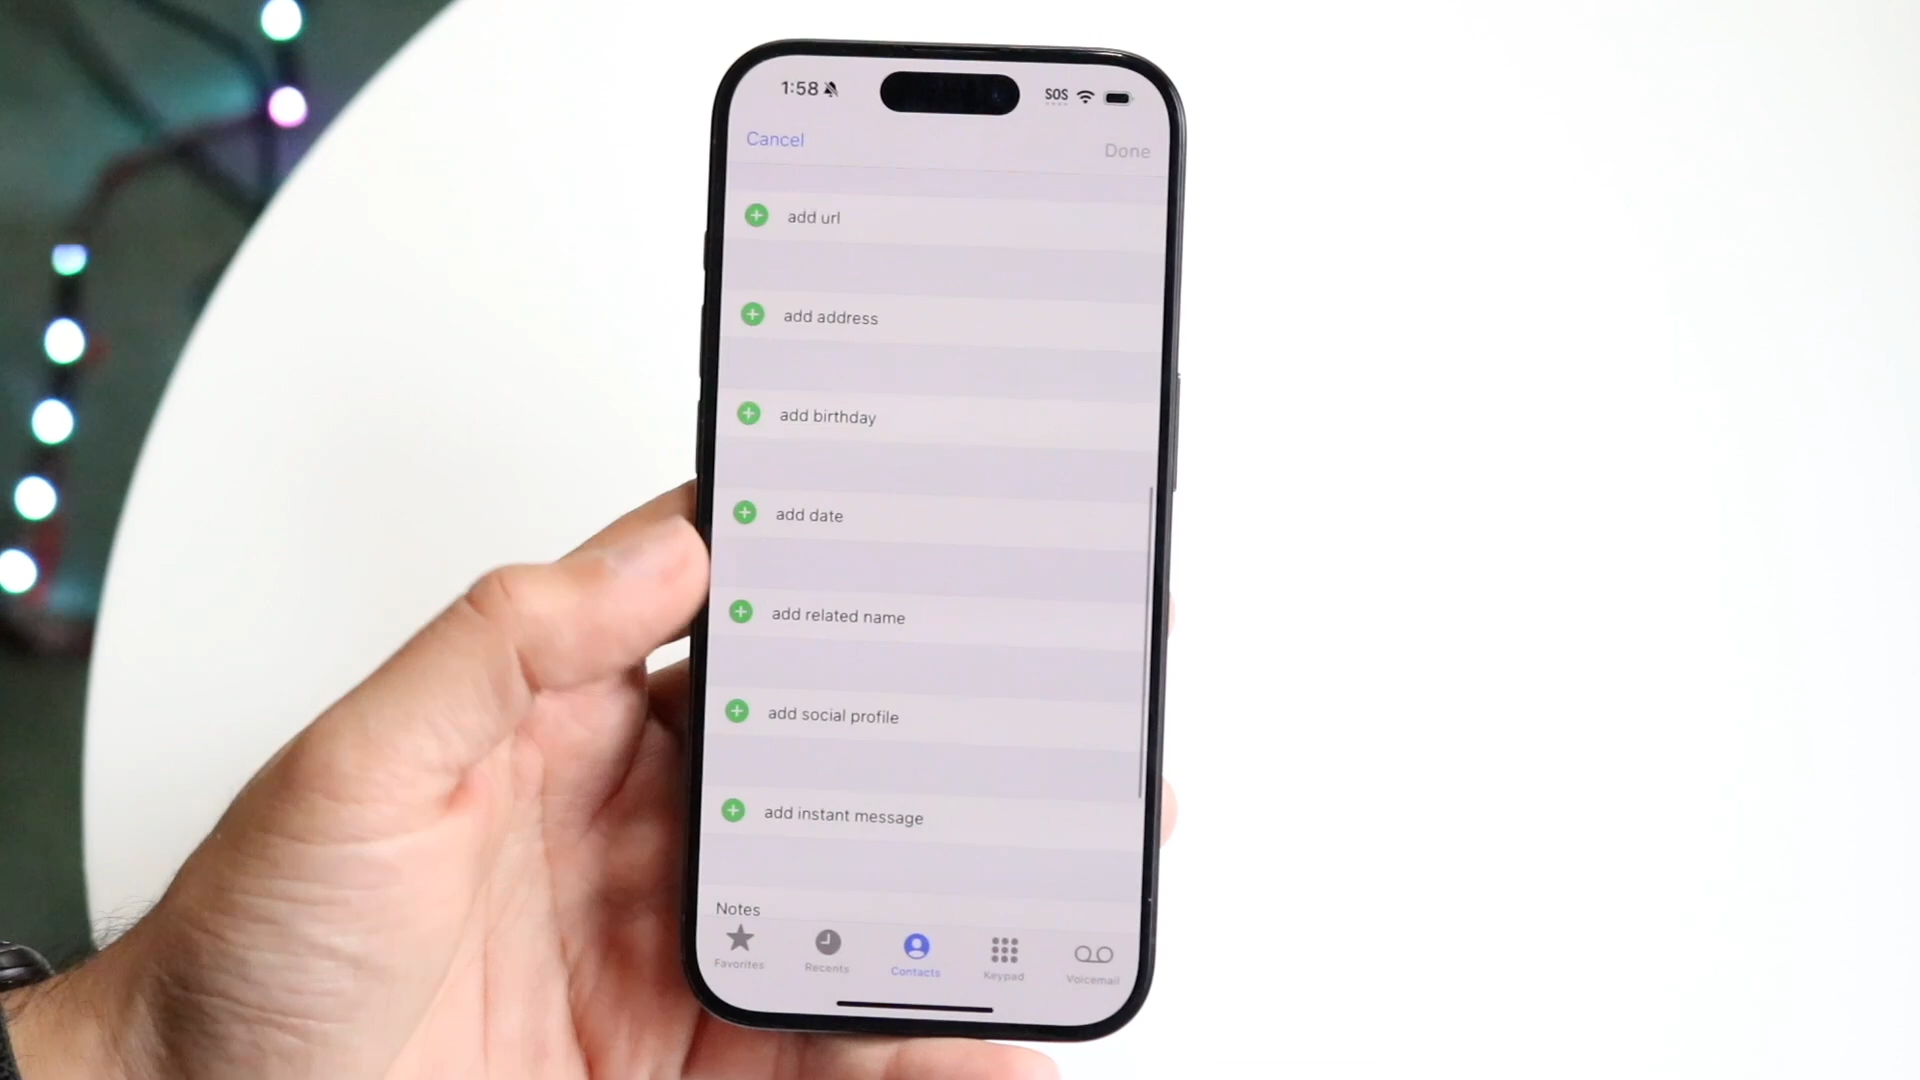 1:58
SOS
Cancel
Done
add url
add address
add birthday
add date
add related name
add social profile
add instant message
Notes
Favorites
Recents
Contacts
Keypad
Voicemail